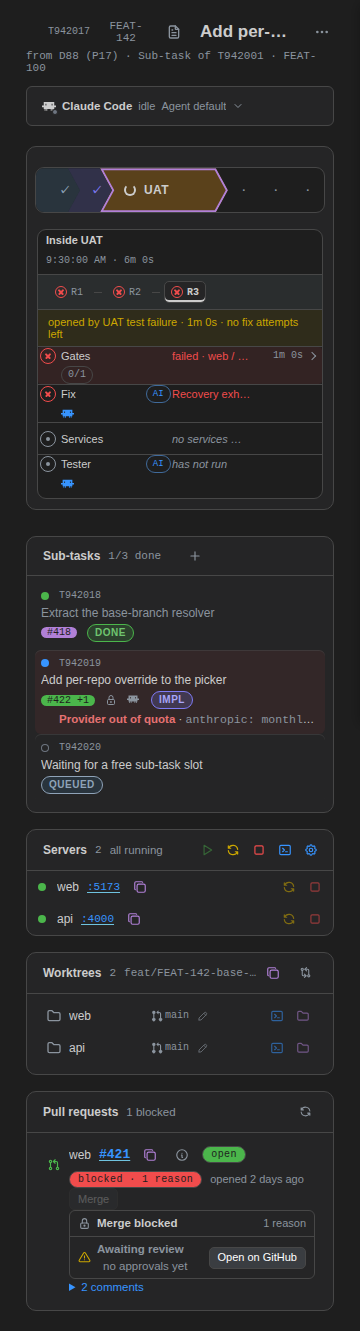 T942017 FEAT-142 Add per-…
from D88 (P17) · Sub-task of T942001 · FEAT-100
Claude Code idle Agent default
UAT
Inside UAT
9:30:00 AM · 6m 0s
R1 — R2 — R3
opened by UAT test failure · 1m 0s · no fix attempts left
Gates failed · web / … 1m 0s
0/1
Fix AI Recovery exh…
Services no services …
Tester AI has not run
Sub-tasks 1/3 done
T942018
Extract the base-branch resolver
#418 DONE
T942019
Add per-repo override to the picker
#422 +1 IMPL
Provider out of quota · anthropic: monthl…
T942020
Waiting for a free sub-task slot
QUEUED
Servers 2 all running
web :5173
api :4000
Worktrees 2 feat/FEAT-142-base-…
web main
api main
Pull requests 1 blocked
web #421 open
blocked · 1 reason opened 2 days ago
Merge
Merge blocked 1 reason
Awaiting review
no approvals yet
Open on GitHub
2 comments